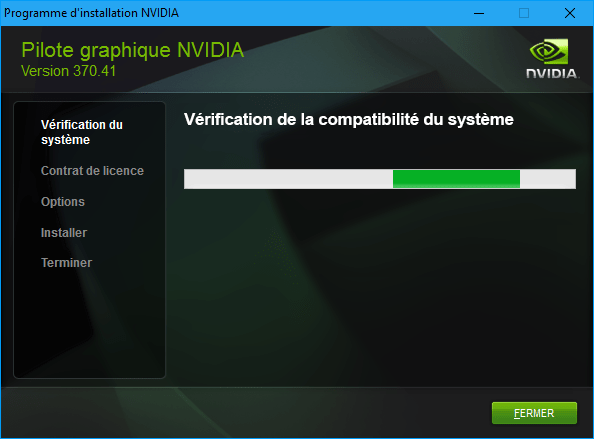 Programme d'installation NVIDIA
Pilote graphique NVIDIA
Version 370.41
NVIDIA.
Vérification du
système
Contrat de licence
Options
Installer
Terminer
Vérification de la compatibilité du système
FERMER